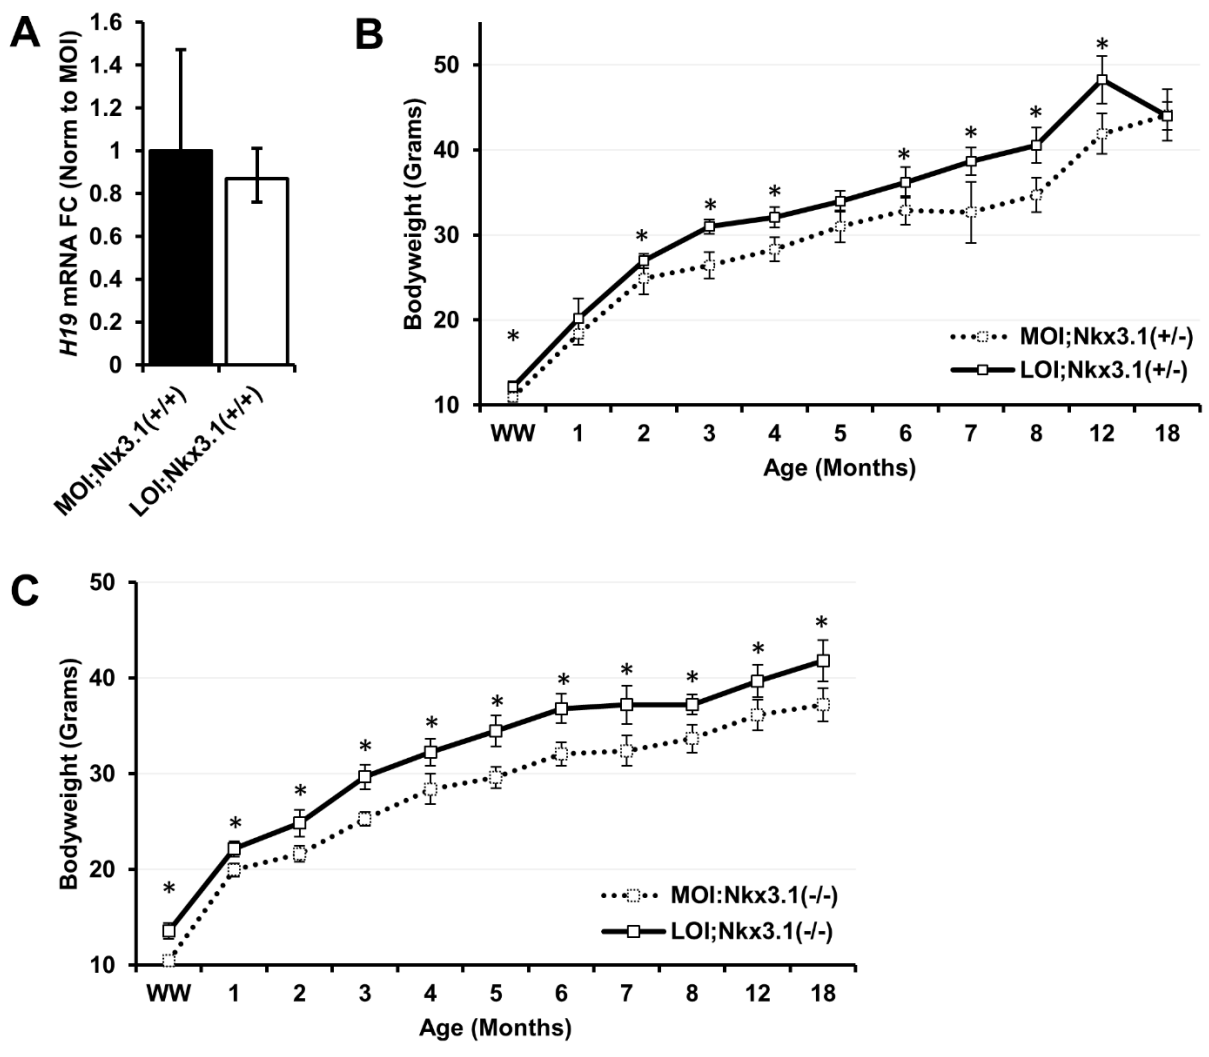 A
H19 mRNA FC (Norm to MOI)
1.6
1.4
1.2
1
0.8
0.6
0.4
0.2
0
MOI;Nlx3.1(+/+)
LOI;Nkx3.1(+/+)
B
Bodyweight (Grams)
50
40
30
20
10
* * * * * * * * *
MOI;Nkx3.1(+/-)
LOI;Nkx3.1(+/-)
WW 1 2 3 4 5 6 7 8 12 18
Age (Months)
C
Bodyweight (Grams)
50
40
30
20
10
* * * * * * * * * * *
MOI:Nkx3.1(-/-)
LOI;Nkx3.1(-/-)
WW 1 2 3 4 5 6 7 8 12 18
Age (Months)